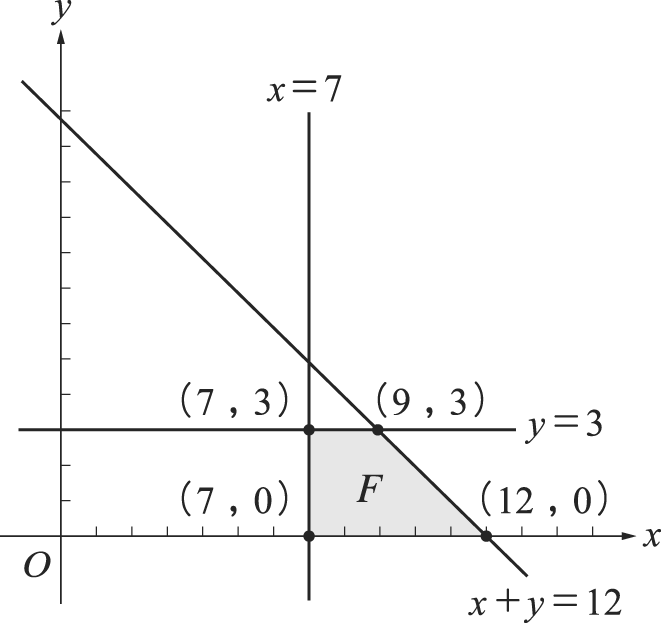 y
x=7
(7 , 3)
(9 , 3)
y=3
(7 , 0)
F
(12 , 0)
x
O
x+y=12